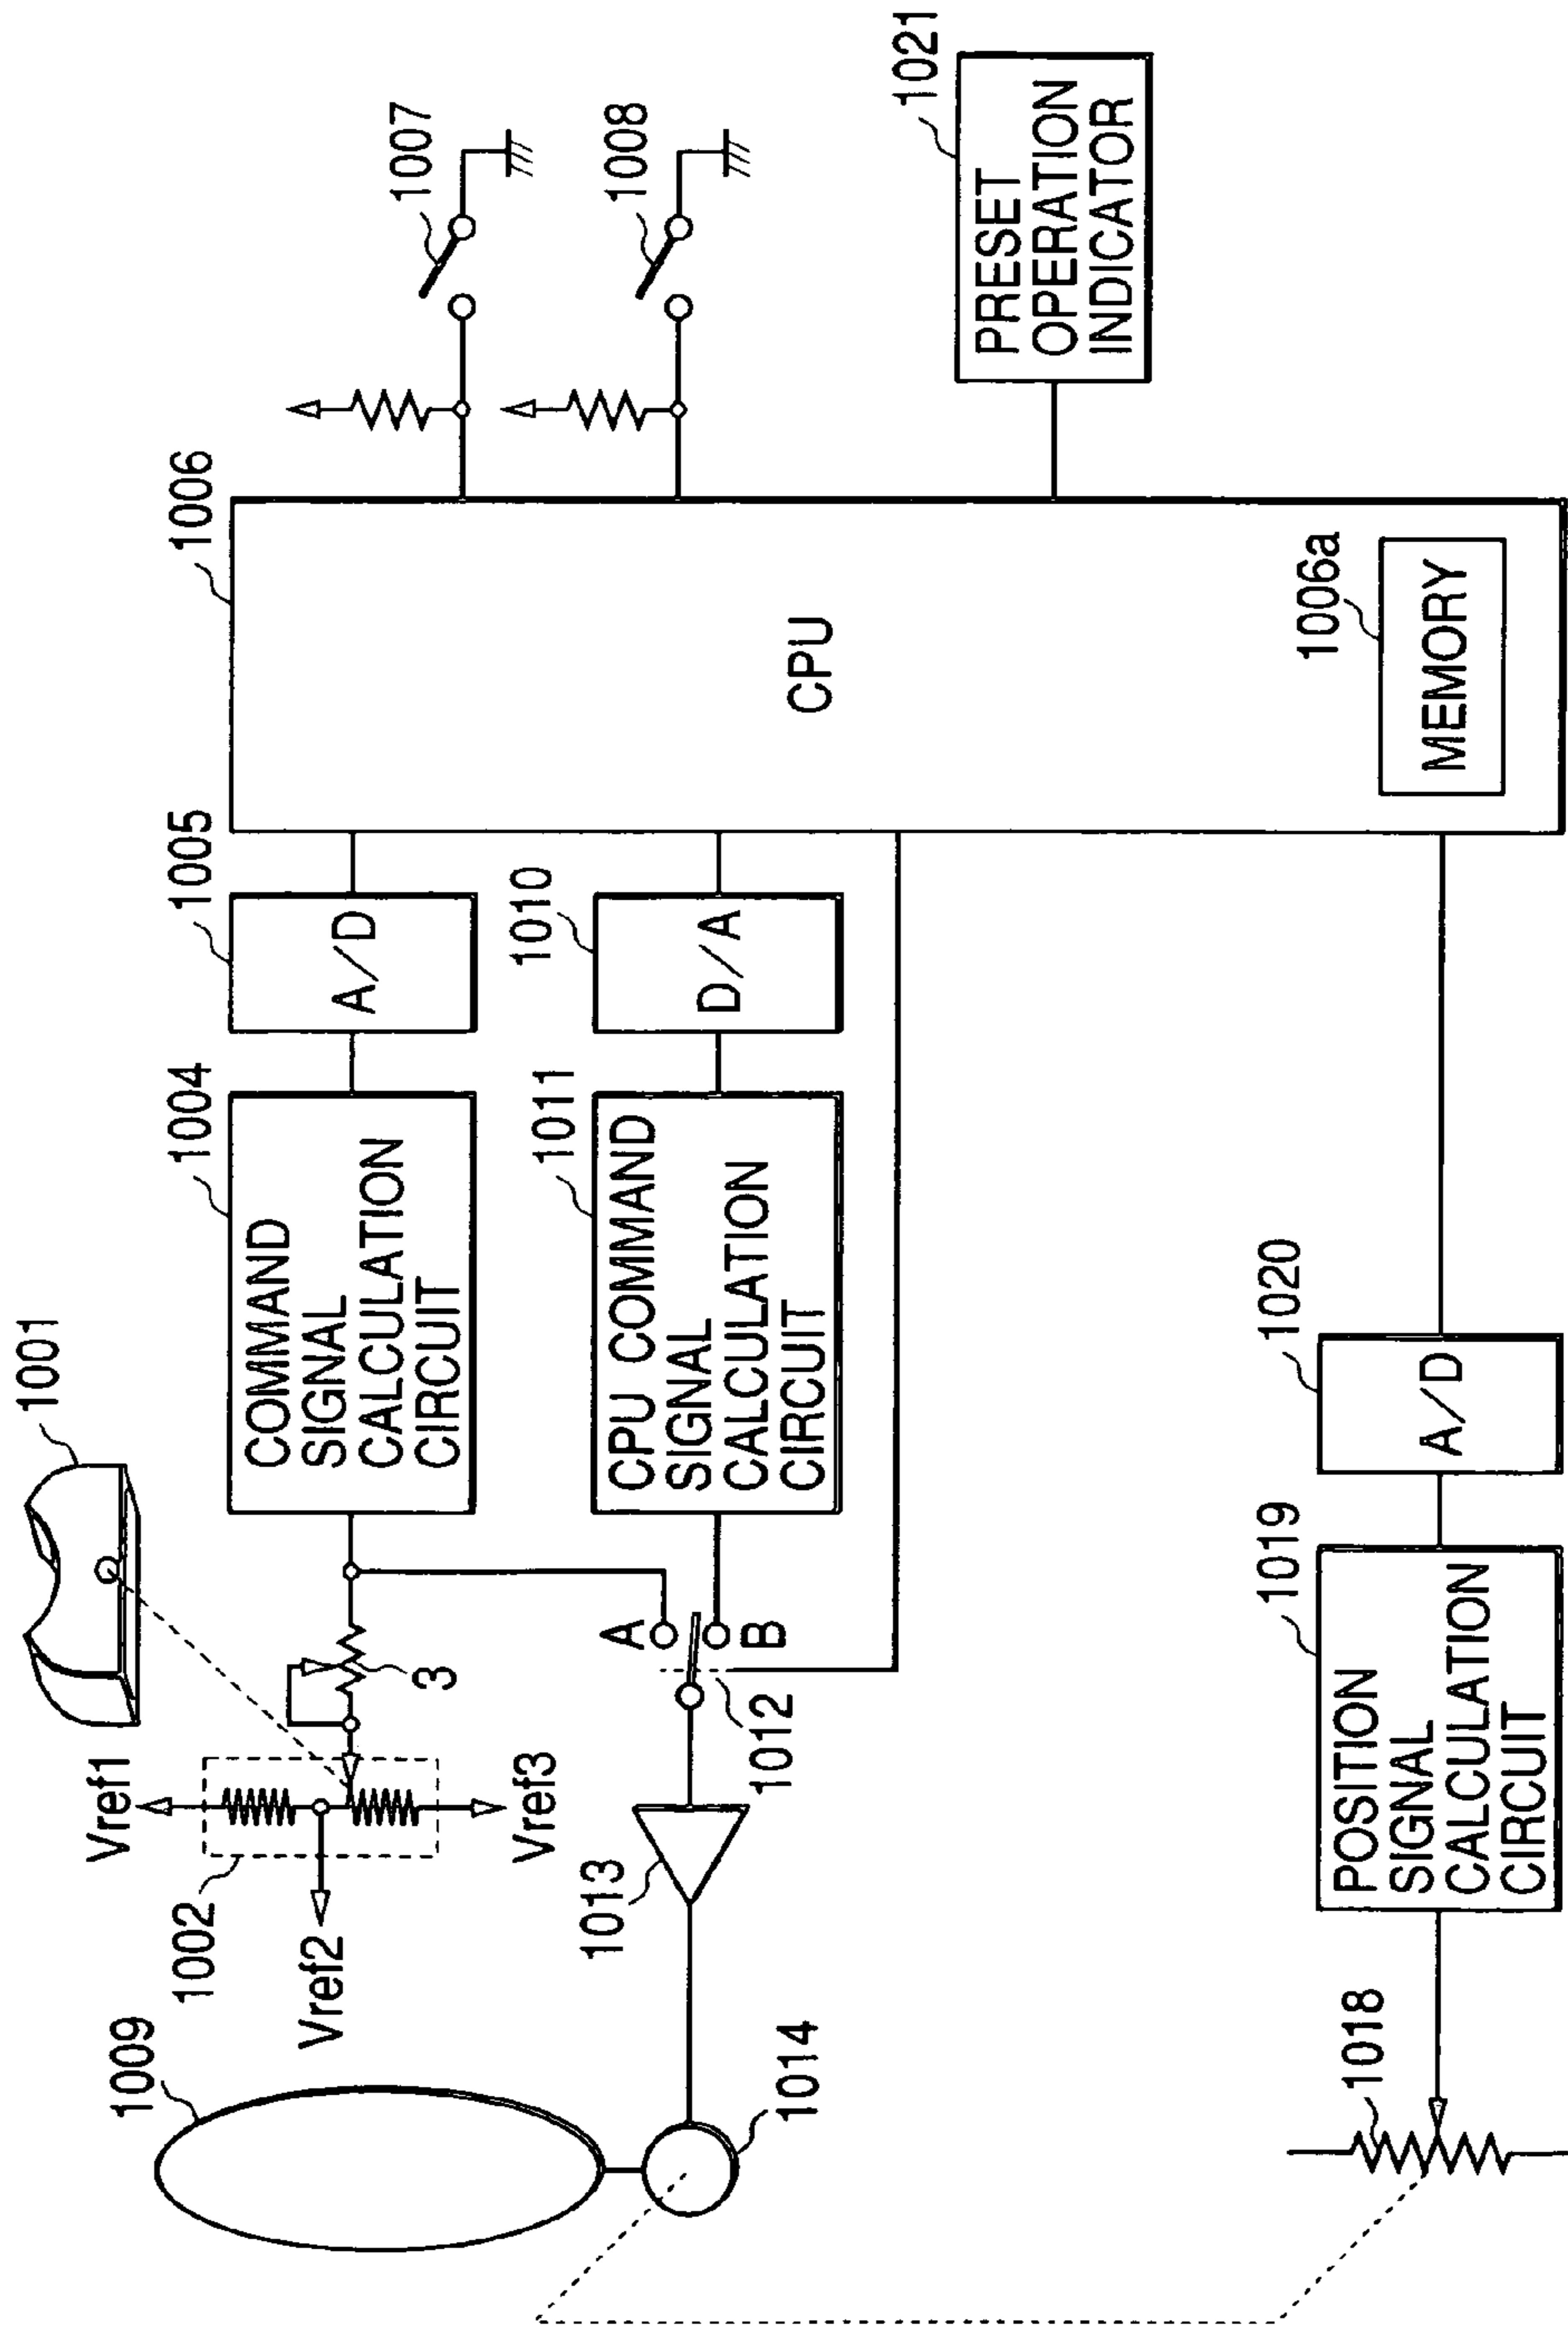 1001
Vref1
1002
Vref2
Vref3
3
1004
COMMAND
SIGNAL
CALCULATION
CIRCUIT
1005
A/D
1006
CPU
1006a
MEMORY
1007
1008
1009
1010
D/A
1011
CPU COMMAND
SIGNAL
CALCULATION
CIRCUIT
A
B
1012
1013
1014
1018
1019
POSITION
SIGNAL
CALCULATION
CIRCUIT
1020
A/D
1021
PRESET
OPERATION
INDICATOR